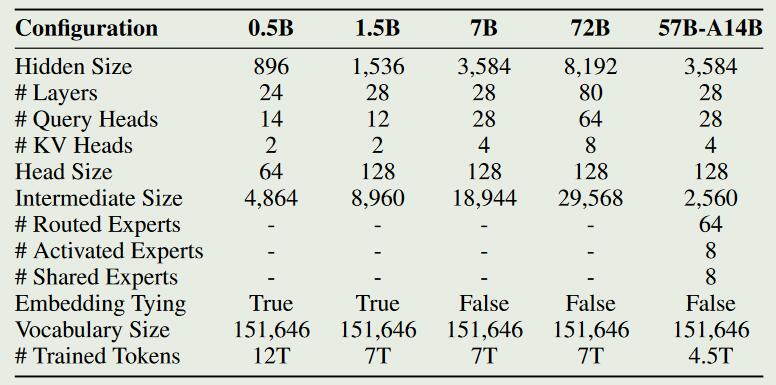 Configuration 0.5B 1.5B 7B 72B 57B-A14B
Hidden Size 896 1,536 3,584 8,192 3,584
# Layers 24 28 28 80 28
# Query Heads 14 12 28 64 28
# KV Heads 2 2 4 8 4
Head Size 64 128 128 128 128
Intermediate Size 4,864 8,960 18,944 29,568 2,560
# Routed Experts - - - - 64
# Activated Experts - - - - 8
# Shared Experts - - - - 8
Embedding Tying True True False False False
Vocabulary Size 151,646 151,646 151,646 151,646 151,646
# Trained Tokens 12T 7T 7T 7T 4.5T